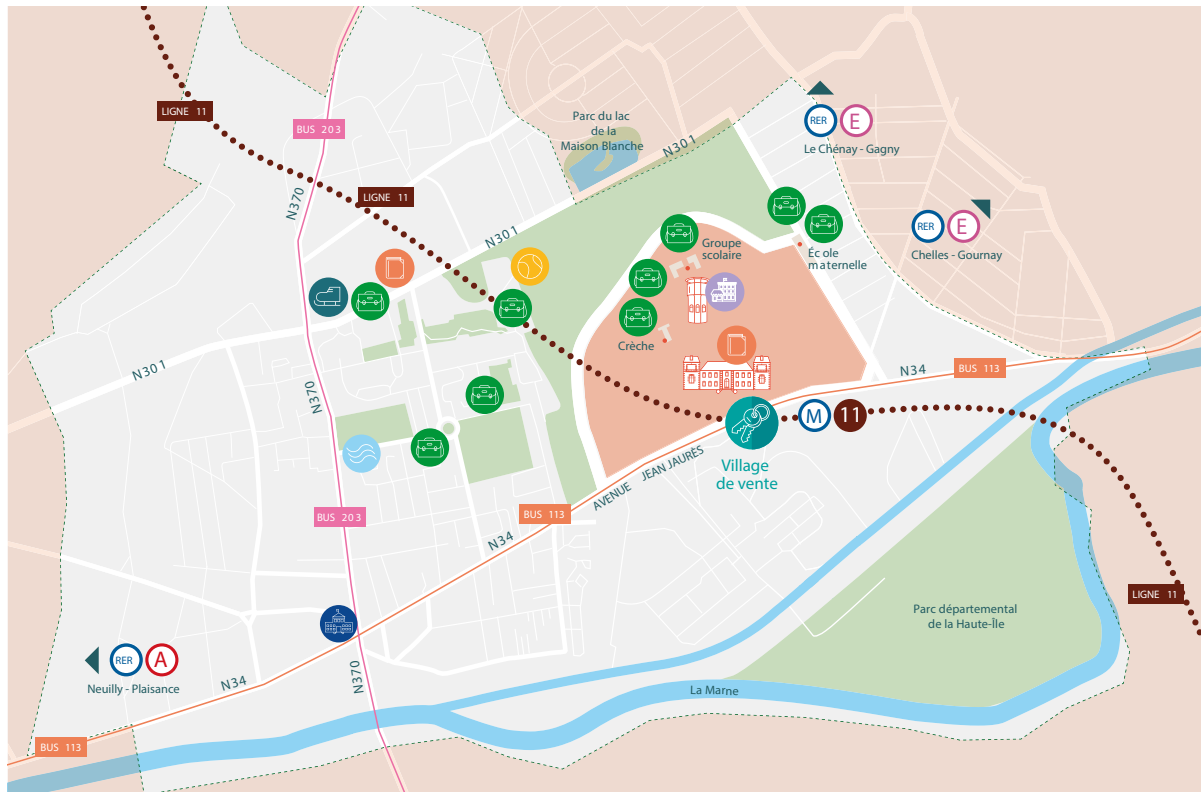 LIGNE 11
BUS 203
Parc du lac
de la
Maison Blanche
N301
RER E
Le Chénay - Gagny
N370
LIGNE 11
N301
RER E
Chelles - Gournay
Groupe
scolaire
Éc ole
maternelle
Crèche
N301
N370
N34
BUS 113
M 11
Village
de vente
AVENUE JEAN JAURÈS
BUS 203
BUS 113
N34
LIGNE 11
Parc départemental
de la Haute-Île
RER A
Neuilly - Plaisance
N34
N370
La Marne
BUS 113